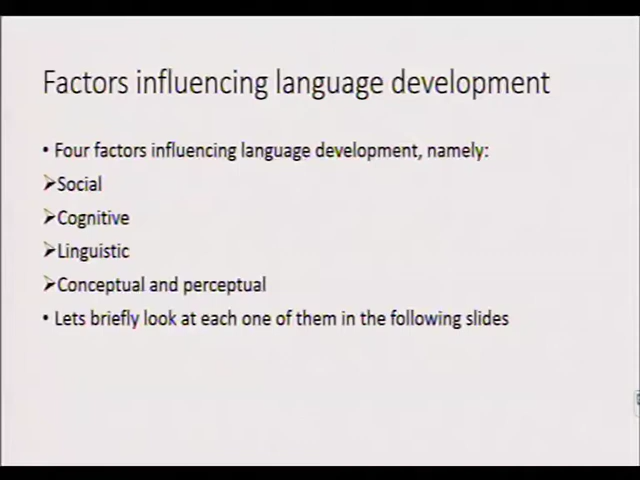 Factors influencing language development
• Four factors influencing language development, namely:
➢Social
➢Cognitive
➢Linguistic
➢Conceptual and perceptual
• Lets briefly look at each one of them in the following slides